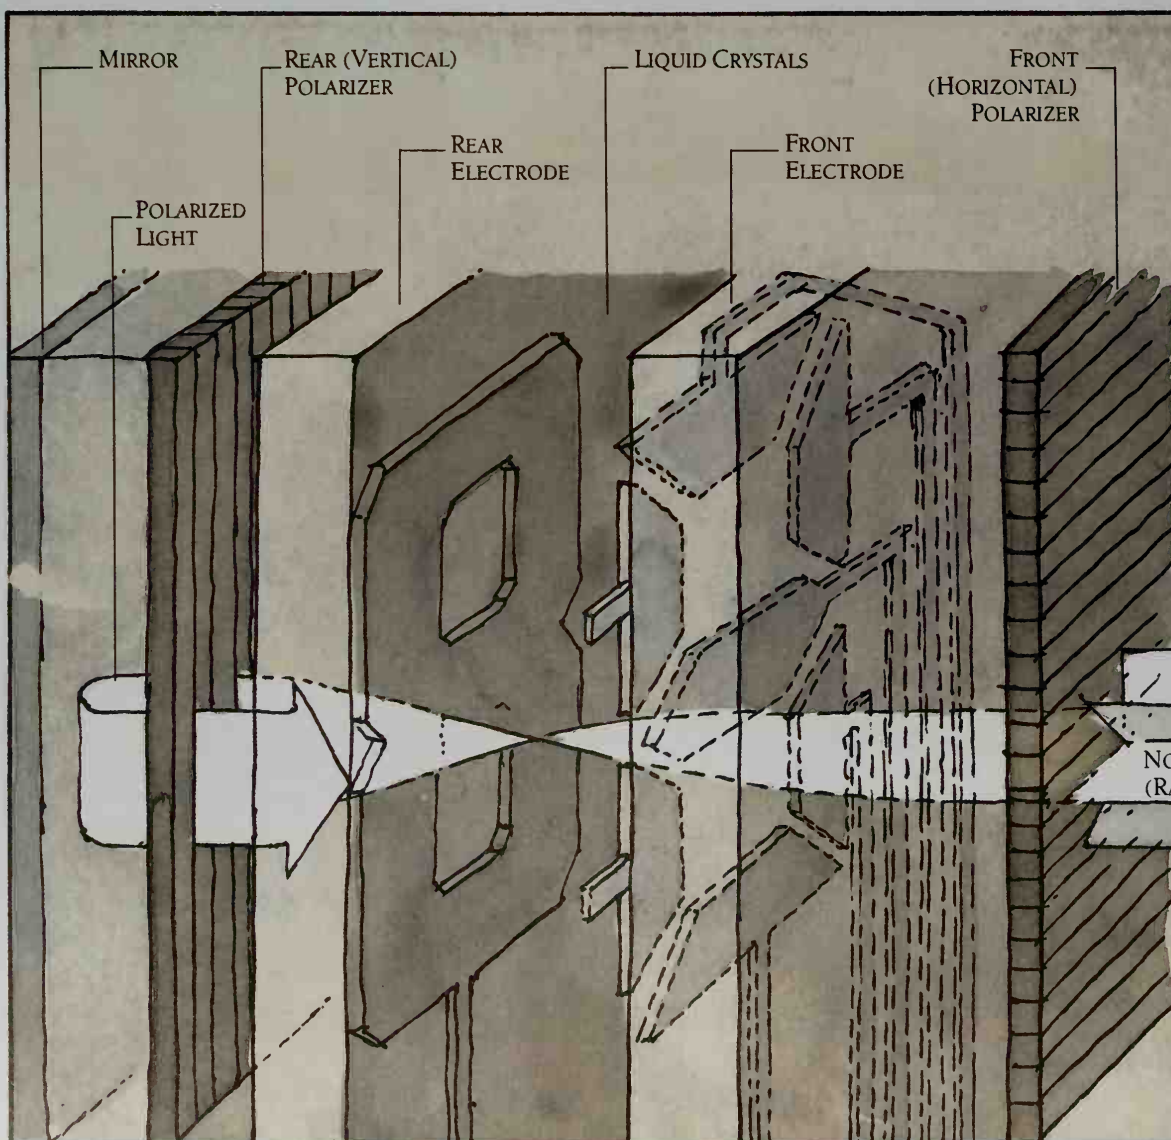 MIRROR
REAR (VERTICAL)
POLARIZER
LIQUID CRYSTALS
FRONT
(HORIZONTAL)
POLARIZER
REAR
ELECTRODE
FRONT
ELECTRODE
POLARIZED
LIGHT